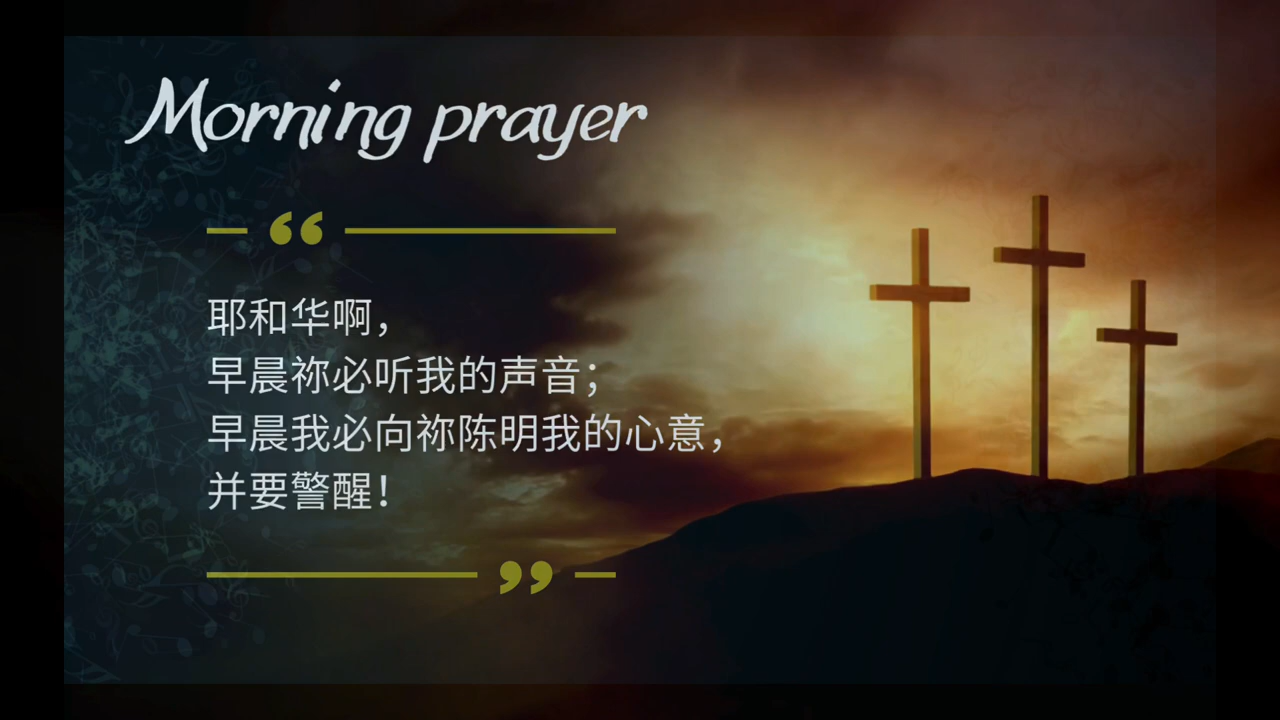 Morning prayer
“
耶和华啊，
早晨祢必听我的声音；
早晨我必向祢陈明我的心意，
并要警醒！
”